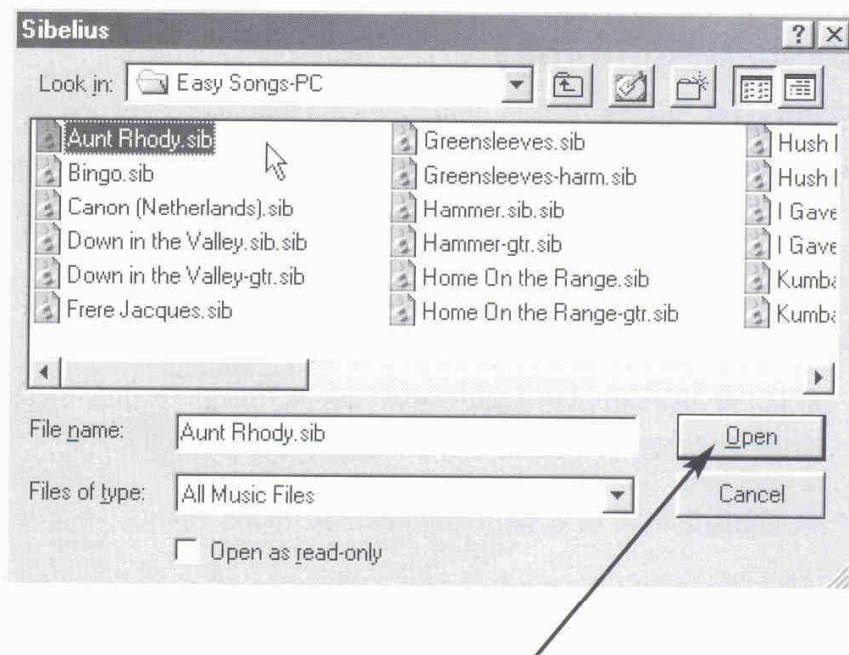 Sibelius
Look in: Easy Songs-PC
Aunt Rhody.sib
Bingo.sib
Canon (Netherlands).sib
Down in the Valley.sib.sib
Down in the Valley-gtr.sib
Frere Jacques.sib
Greensleeves.sib
Greensleeves-harm.sib
Hammer.sib.sib
Hammer-gtr.sib
Home On the Range.sib
Home On the Range-gtr.sib
Hush
Hush
I Gave
I Gave
File name: Aunt Rhody.sib
Open
Files of type: All Music Files
Cancel
Open as read-only